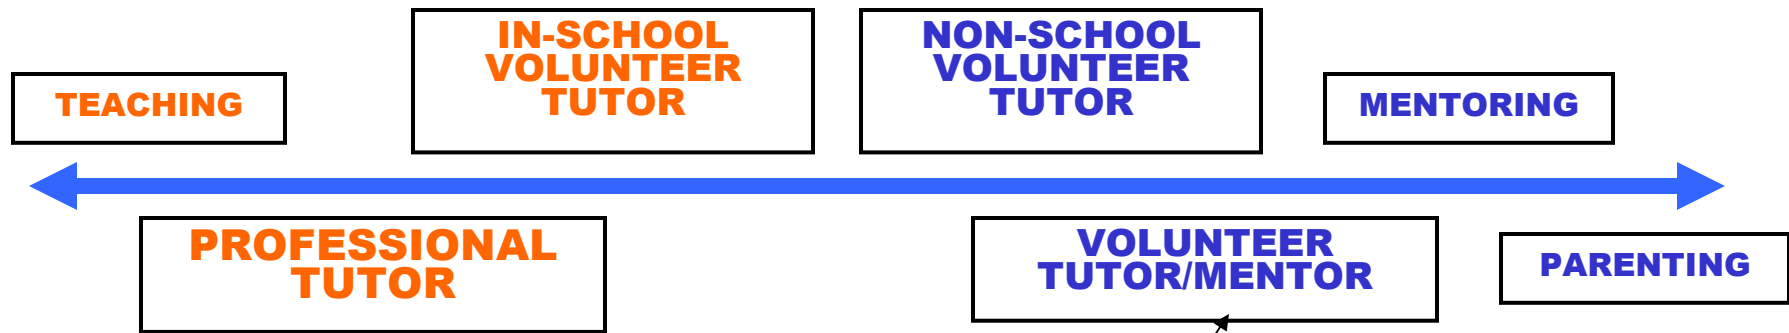 TEACHING
IN-SCHOOL
VOLUNTEER
TUTOR
NON-SCHOOL
VOLUNTEER
TUTOR
MENTORING
PROFESSIONAL
TUTOR
VOLUNTEER
TUTOR/MENTOR
PARENTING